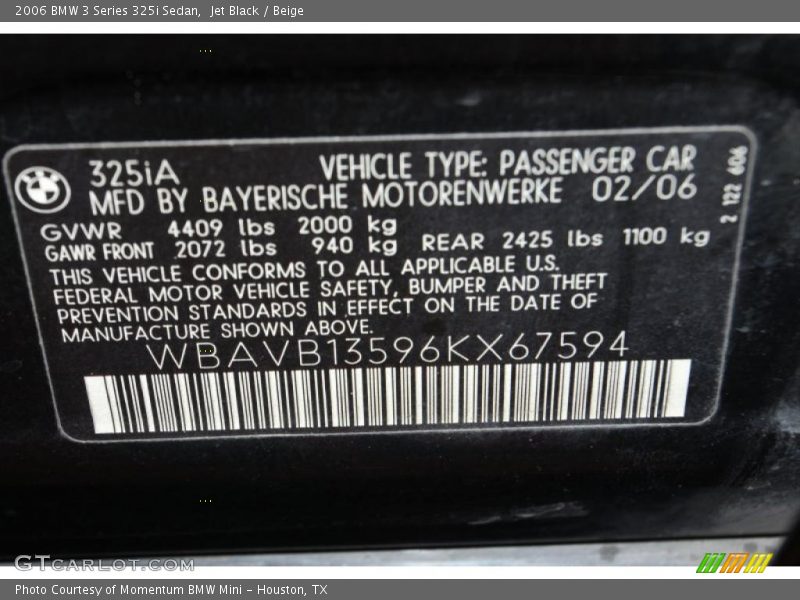 2006 BMW 3 Series 325i Sedan, Jet Black / Beige
325iA VEHICLE TYPE: PASSENGER CAR
MFD BY BAYERISCHE MOTORENWERKE 02/06
2 122 606
GVWR 4409 lbs 2000 kg
GAWR FRONT 2072 lbs 940 kg REAR 2425 lbs 1100 kg
THIS VEHICLE CONFORMS TO ALL APPLICABLE U.S.
FEDERAL MOTOR VEHICLE SAFETY, BUMPER AND THEFT
PREVENTION STANDARDS IN EFFECT ON THE DATE OF
MANUFACTURE SHOWN ABOVE.
WBAVB13596KX67594
GTCARLOT.COM
Photo Courtesy of Momentum BMW Mini - Houston, TX